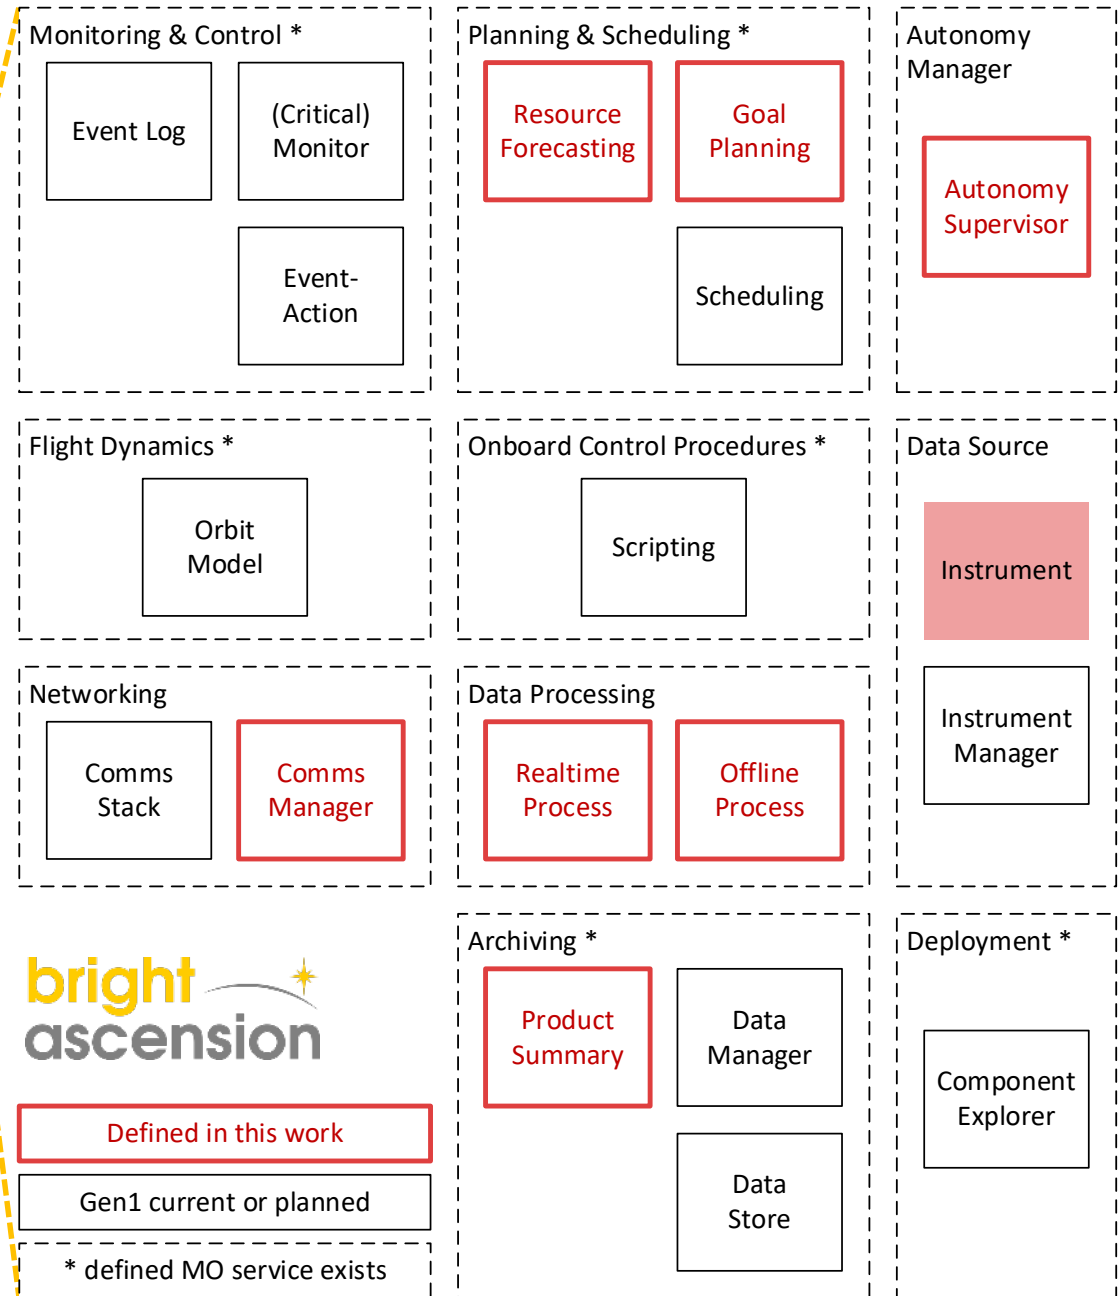 Monitoring & Control *
Event Log
(Critical)
Monitor
Event-
Action
Planning & Scheduling *
Resource
Forecasting
Goal
Planning
Scheduling
Autonomy
Manager
Autonomy
Supervisor
Flight Dynamics *
Orbit
Model
Onboard Control Procedures *
Scripting
Data Source
Instrument
Instrument
Manager
Networking
Comms
Stack
Comms
Manager
Data Processing
Realtime
Process
Offline
Process
bright
ascension
Archiving *
Product
Summary
Data
Manager
Data
Store
Deployment *
Component
Explorer
Defined in this work
Gen1 current or planned
* defined MO service exists